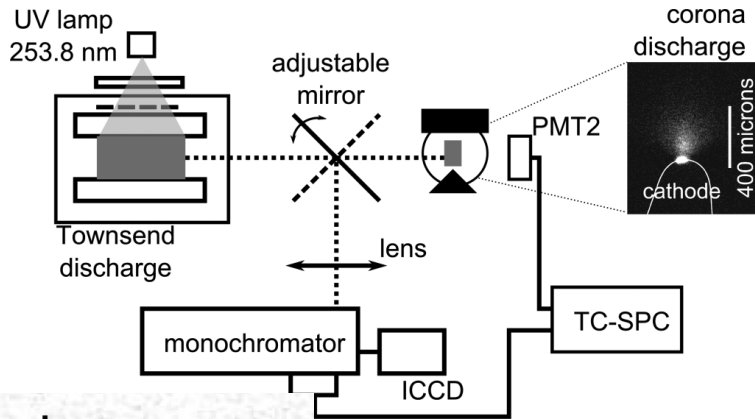 UV lamp
253.8 nm
adjustable
mirror
corona
discharge
PMT2
400 microns
cathode
Townsend
discharge
lens
monochromator
TC-SPC
ICCD